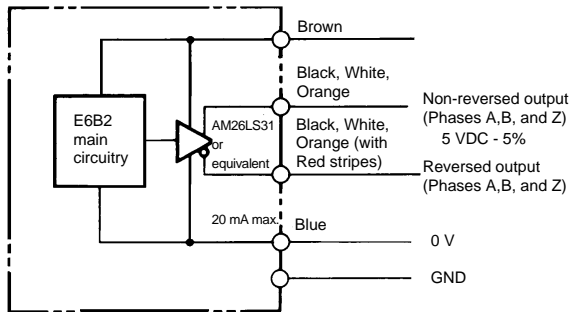 Brown
Black, White,
Orange
Non-reversed output
(Phases A,B, and Z)
5 VDC - 5%
E6B2
main
circuitry
AM26LS31
or
equivalent
Black, White,
Orange (with
Red stripes)
Reversed output
(Phases A,B, and Z)
20 mA max.
Blue
0 V
GND